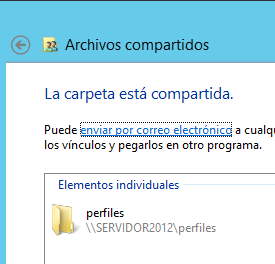 Archivos compartidos
La carpeta está compartida.
Puede enviar por correo electrónico a
los vínculos y pegarlos en otro programa.
Elementos individuales
perfiles
\\SERVIDOR2012\perfiles